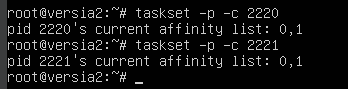 root@versia2:~# taskset -p -c 2220
pid 2220's current affinity list: 0,1
root@versia2:~# taskset -p -c 2221
pid 2221's current affinity list: 0,1
root@versia2:~# _